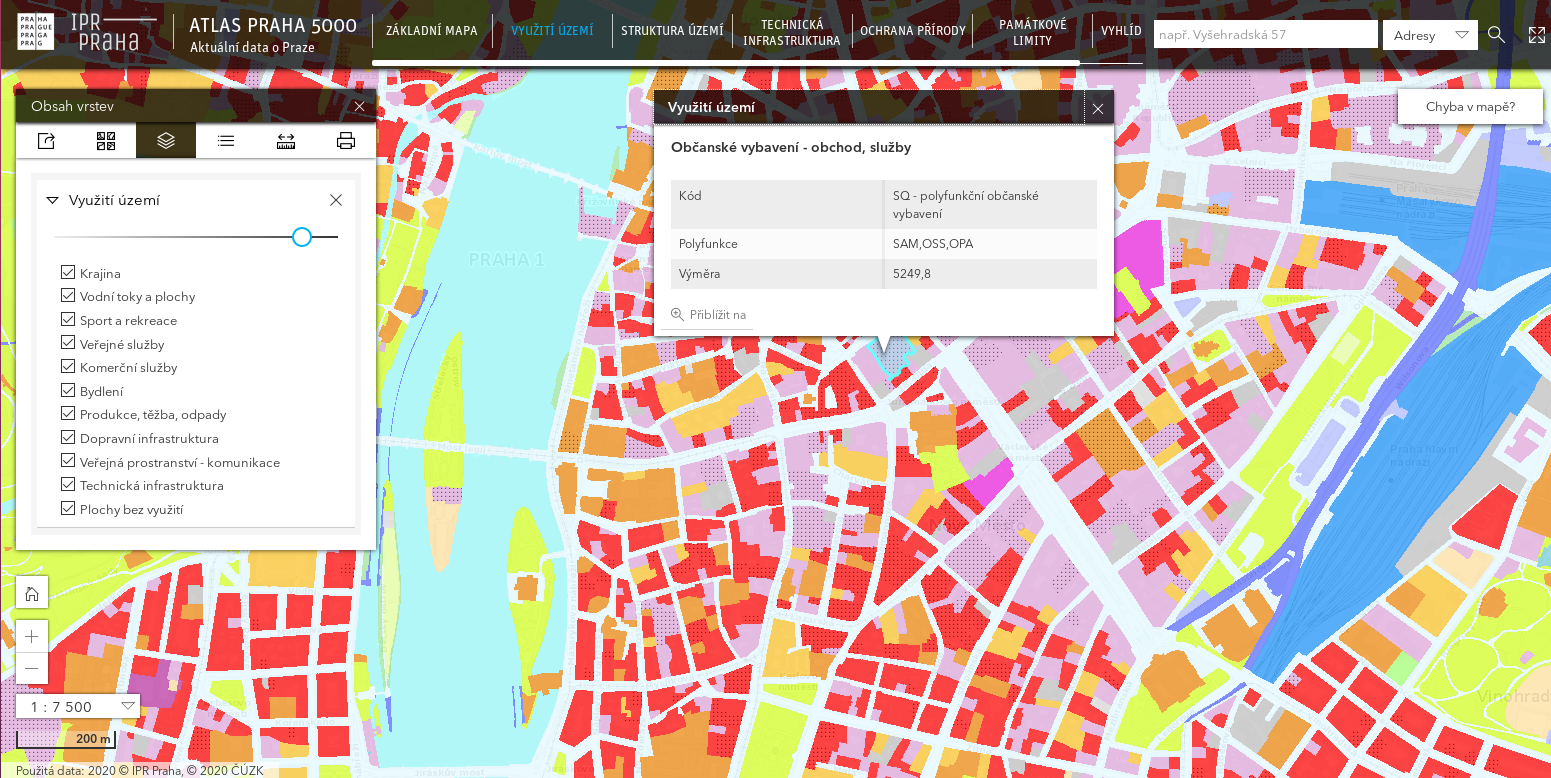 PRAHA PRAGUE PRAGA PRAG
IPR
PRAHA
ATLAS PRAHA 5000
Aktuální data o Praze
ZÁKLADNÍ MAPA
VYUŽITÍ ÚZEMÍ
STRUKTURA ÚZEMÍ
TECHNICKÁ
INFRASTRUKTURA
OCHRANA PŘÍRODY
PAMÁTKOVÉ
LIMITY
VYHLÍD
např. Vyšehradská 57
Adresy
Obsah vrstev
Využití území
Krajina
Vodní toky a plochy
Sport a rekreace
Veřejné služby
Komerční služby
Bydlení
Produkce, těžba, odpady
Dopravní infrastruktura
Veřejná prostranství - komunikace
Technická infrastruktura
Plochy bez využití
Využití území
Občanské vybavení - obchod, služby
Kód
SQ - polyfunkční občanské
vybavení
Polyfunkce
SAM,OSS,OPA
Výměra
5249,8
Přiblížit na
Chyba v mapě?
PRAHA 1
Praha hlavní
nádraží
Vinohrad
Jiráskův most
1 : 7 500
200 m
Použitá data: 2020 © IPR Praha, © 2020 ČÚZK